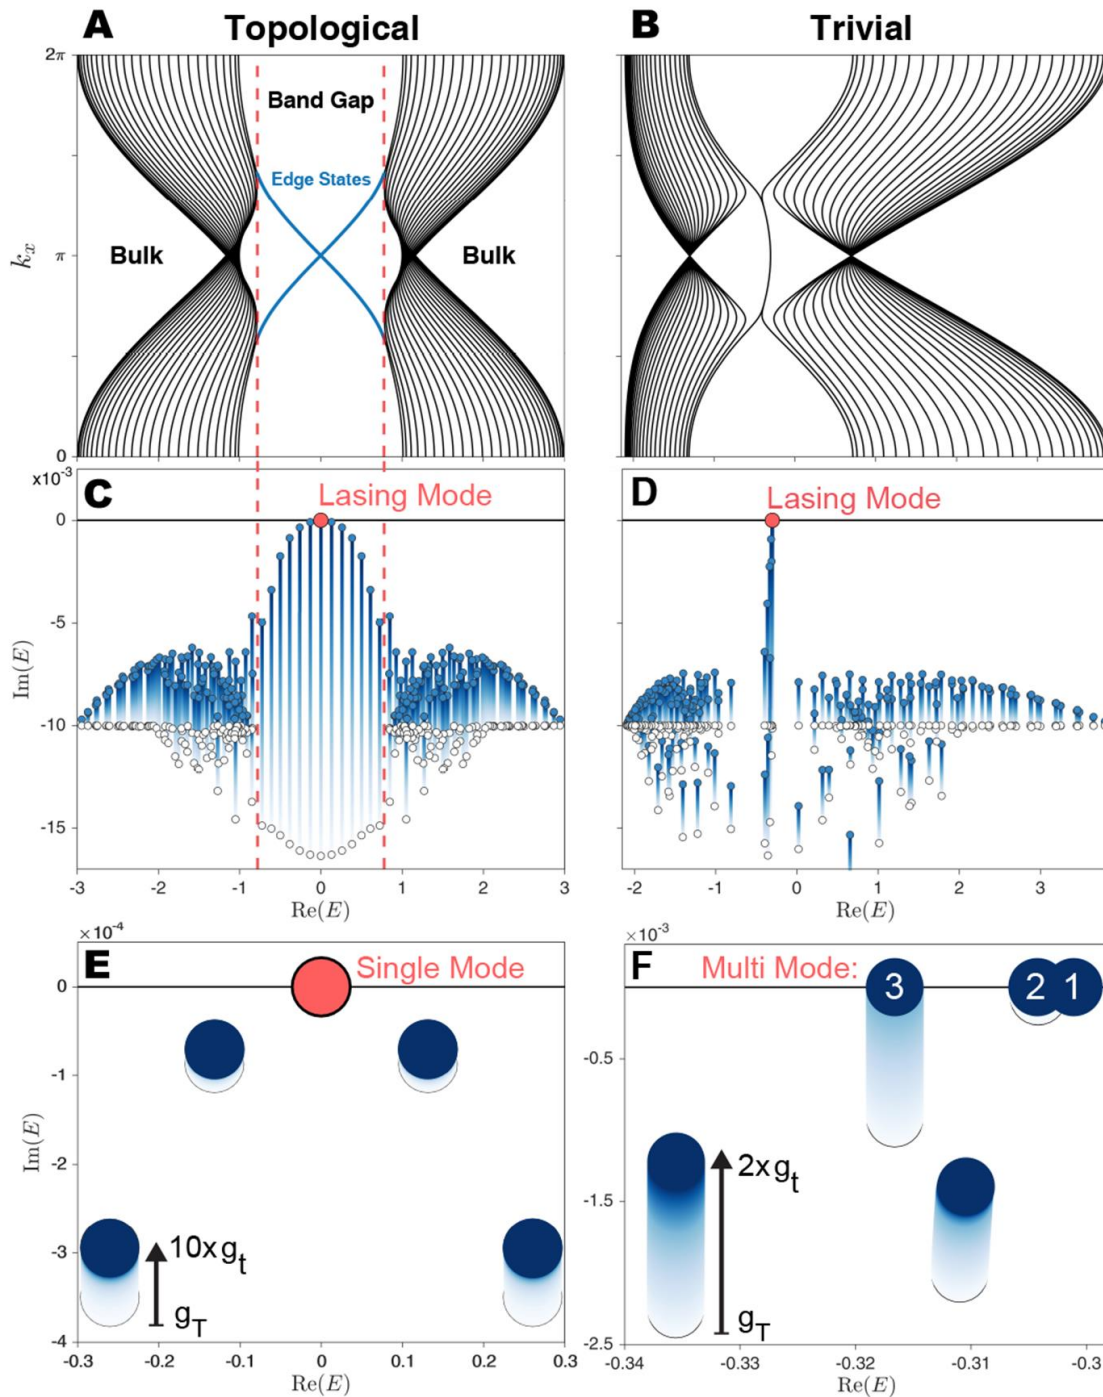 A Topological
B Trivial
2π
Band Gap
Edge States
kₓ
π
Bulk
Bulk
0
x10⁻³
C
Lasing Mode
D
Lasing Mode
0
-5
-10
-15
Im(E)
-3 -2 -1 0 1 2 3
-2 -1 0 1 2 3
Re(E)
Re(E)
×10⁻⁴
×10⁻³
E
Single Mode
F
Multi Mode:
3 2 1
0
-1
-2
-3
-4
Im(E)
10x gt
gT
-0.5
-1.5
-2.5
2x gt
gT
-0.3 -0.2 -0.1 0 0.1 0.2 0.3
-0.34 -0.33 -0.32 -0.31 -0.3
Re(E)
Re(E)